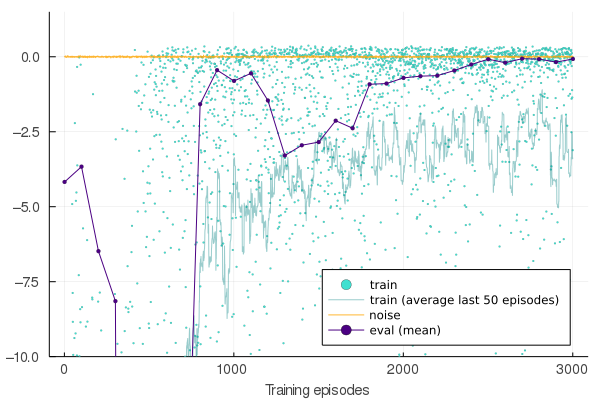 0.0
−2.5
−5.0
−7.5
−10.0
train
train (average last 50 episodes)
noise
eval (mean)
0 1000 2000 3000
Training episodes